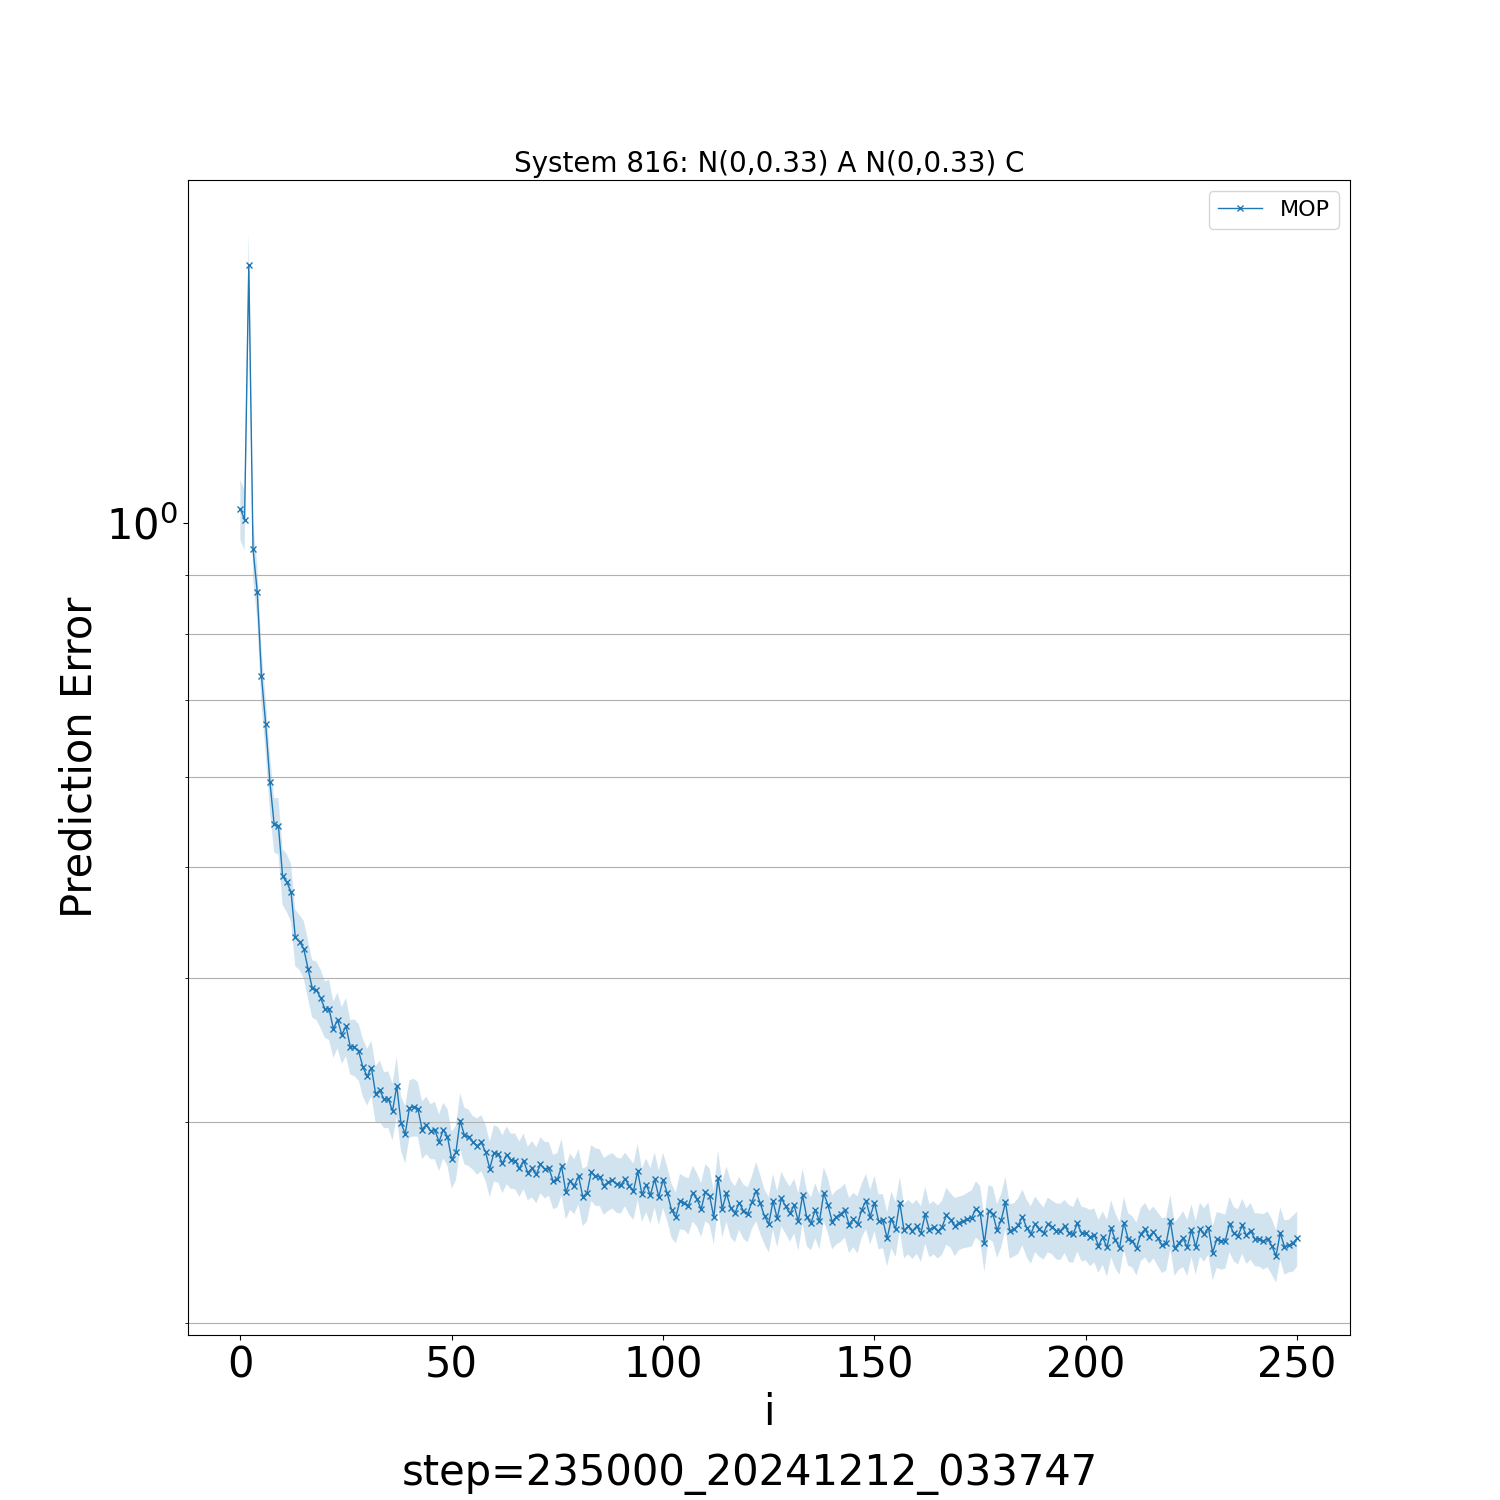 System 816: N(0,0.33) A N(0,0.33) C
MOP
10⁰
Prediction Error
0 50 100 150 200 250
i
step=235000_20241212_033747